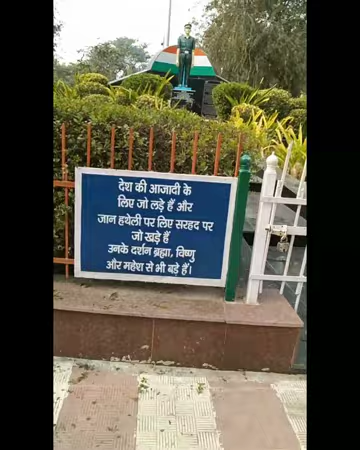 देश की आजादी के
लिए जो लड़े हैं और
जान हथेली पर लिए सरहद पर
जो खड़े हैं
उनके दर्शन ब्रह्मा, विष्णु
और महेश से भी बड़े हैं।